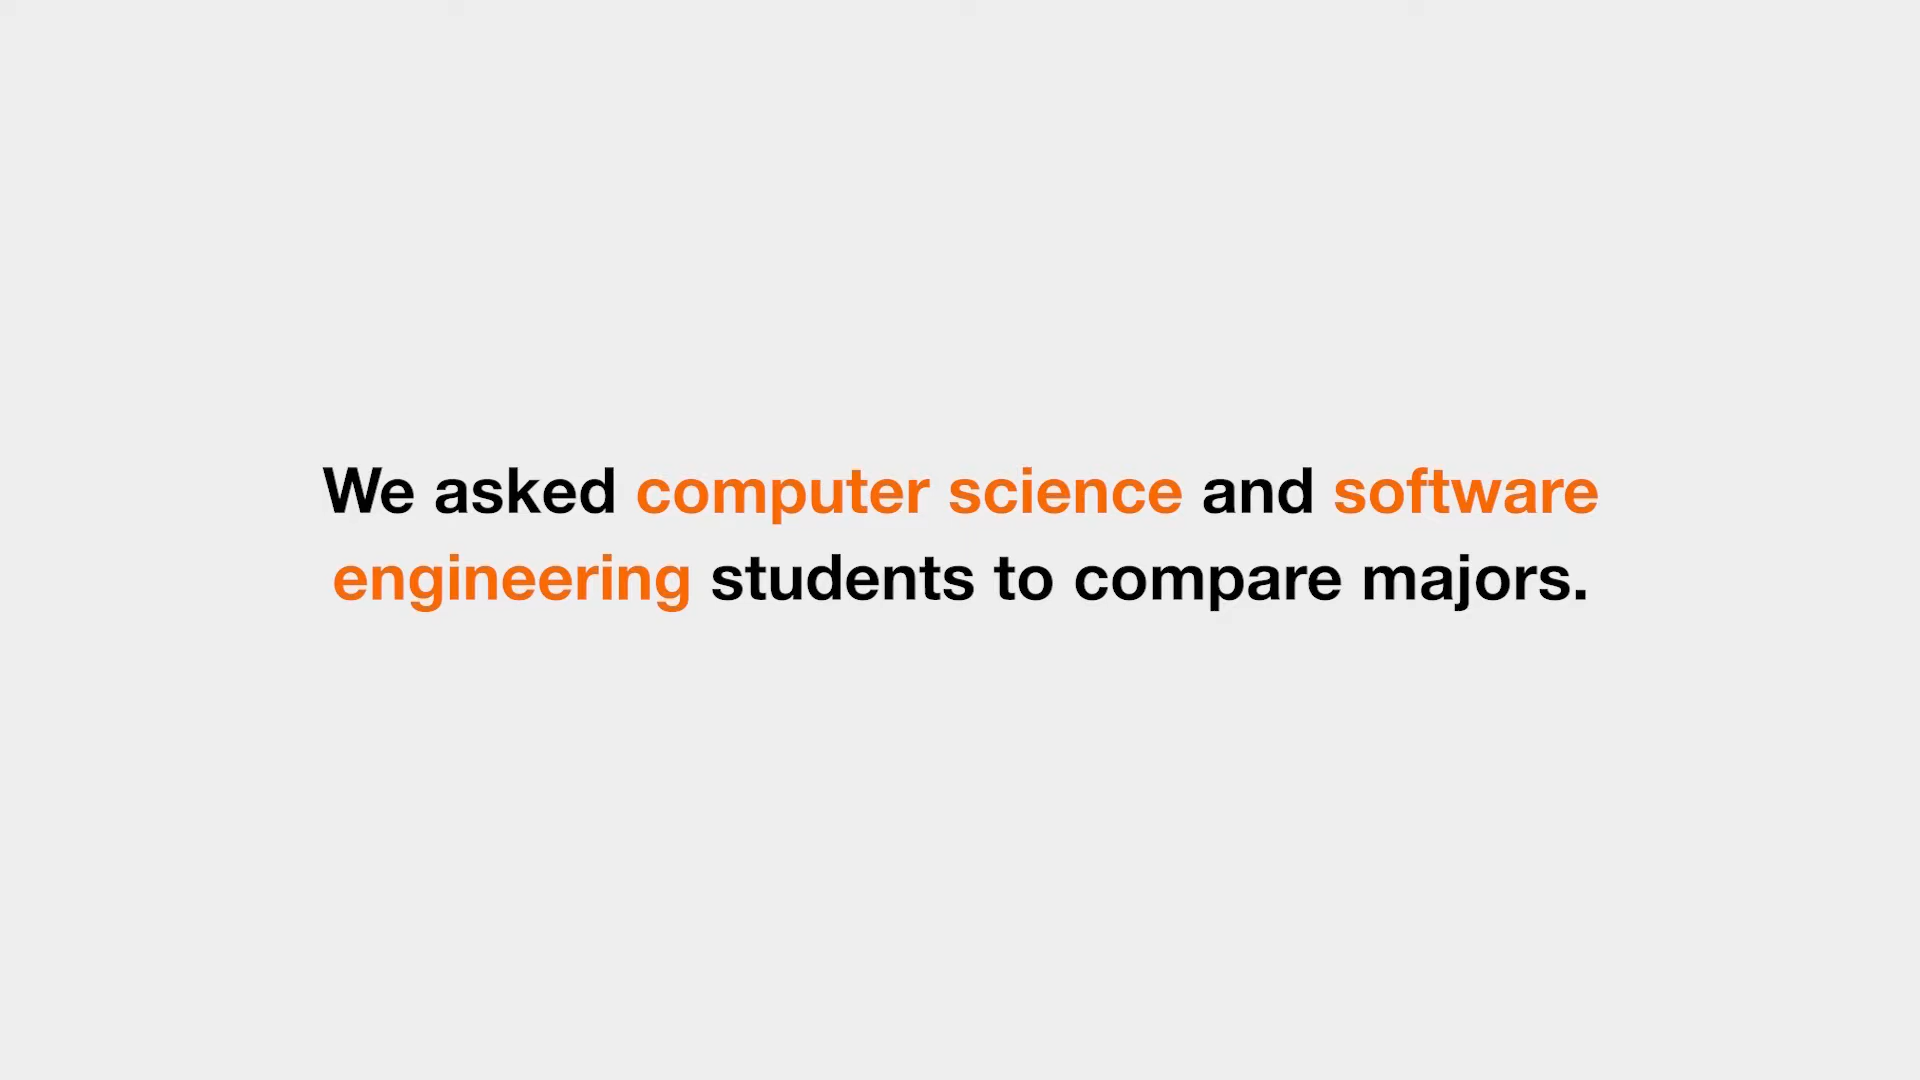 We asked computer science and software
engineering students to compare majors.